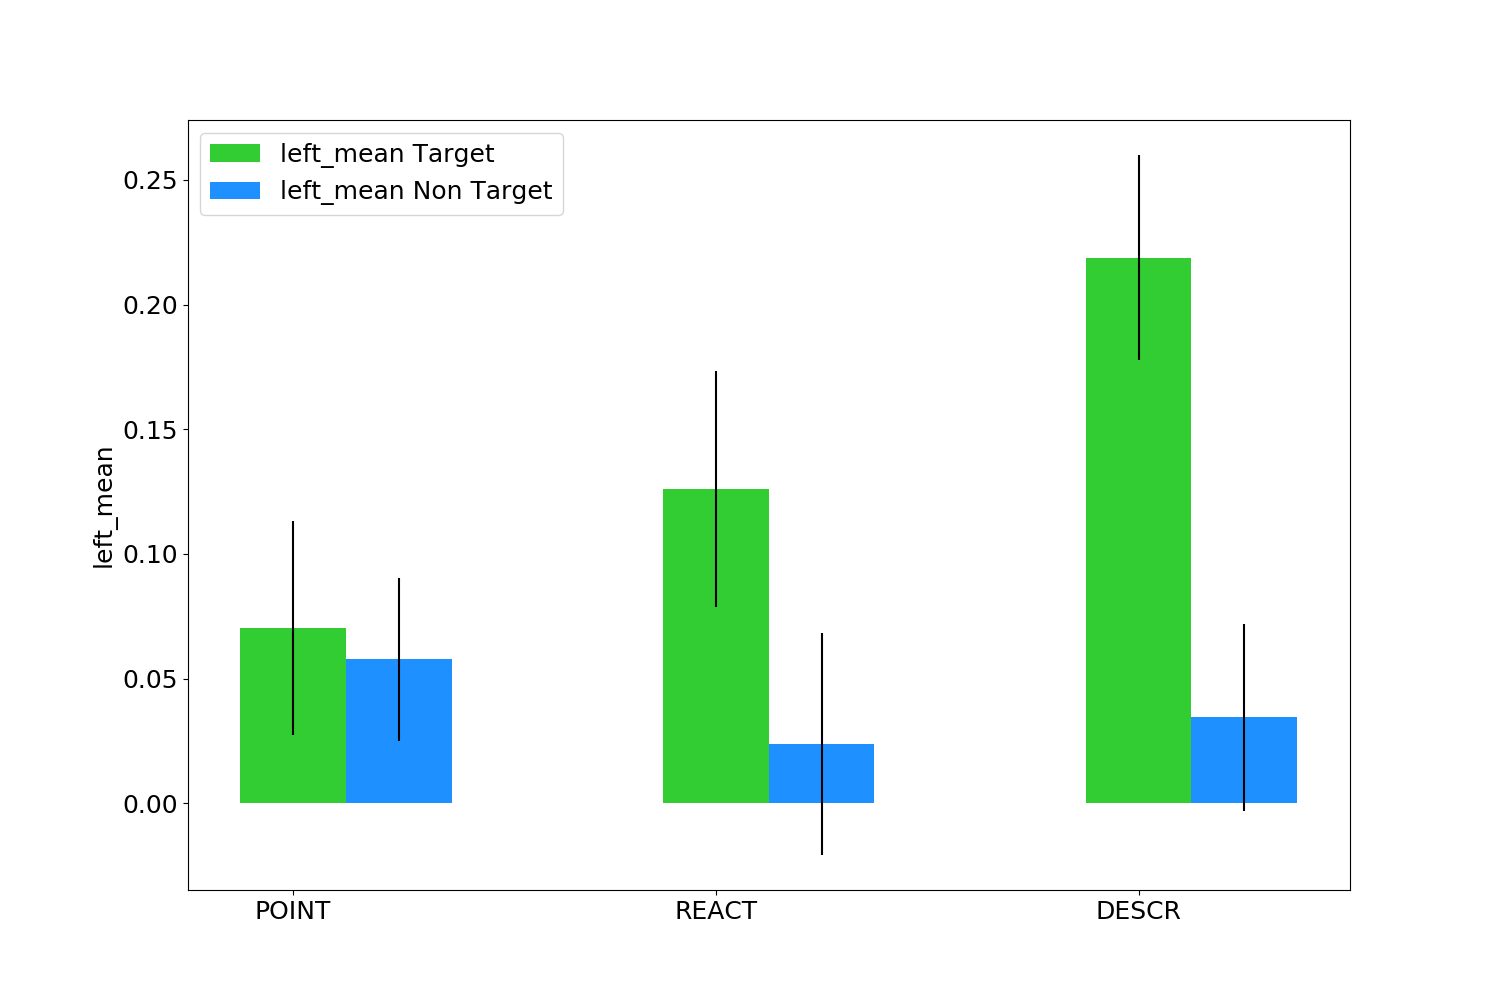 left_mean Target
left_mean Non Target
0.25
0.20
0.15
0.10
0.05
0.00
left_mean
POINT REACT DESCR